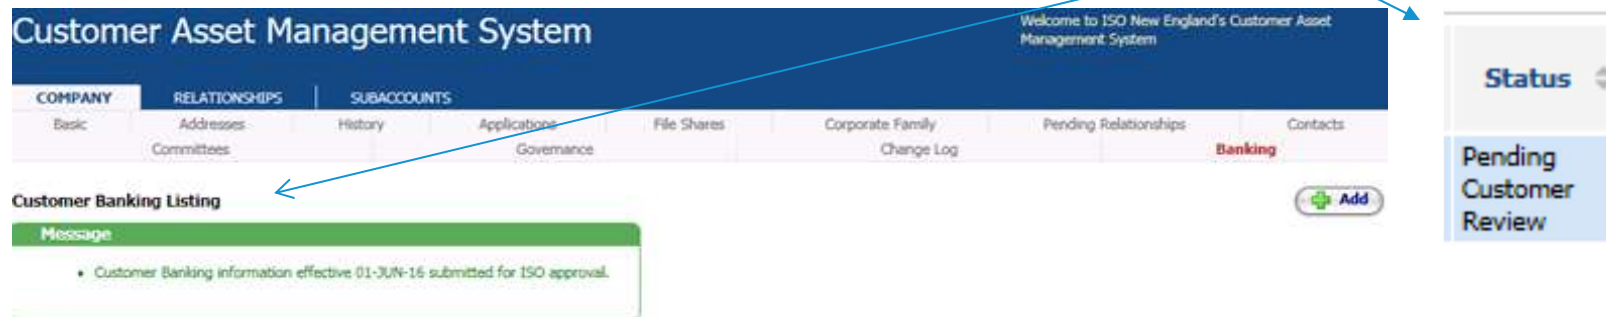 Customer Asset Management System
Welcome to ISO New England's Customer Asset
Management System
COMPANY RELATIONSHIPS SUBACCOUNTS
Basic Addresses History Applications File Shares Corporate Family Pending Relationships Contacts
Committees Governance Change Log Banking
Customer Banking Listing
Add
Message
• Customer Banking information effective 01-JUN-16 submitted for ISO approval.
Status
Pending
Customer
Review